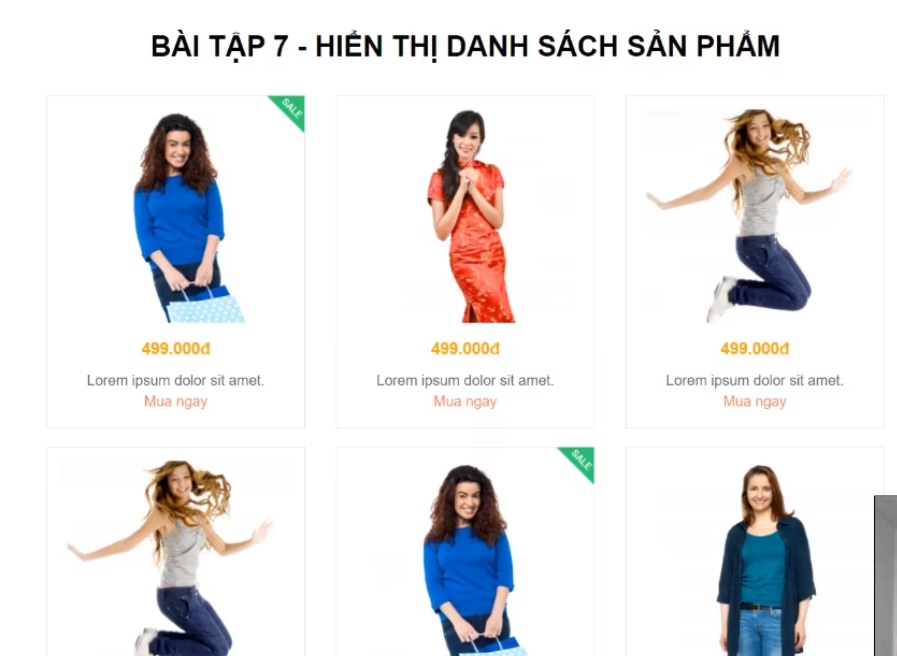 BÀI TẬP 7 - HIỂN THỊ DANH SÁCH SẢN PHẨM
SALE
499.000đ
Lorem ipsum dolor sit amet.
Mua ngay
499.000đ
Lorem ipsum dolor sit amet.
Mua ngay
499.000đ
Lorem ipsum dolor sit amet.
Mua ngay
SALE